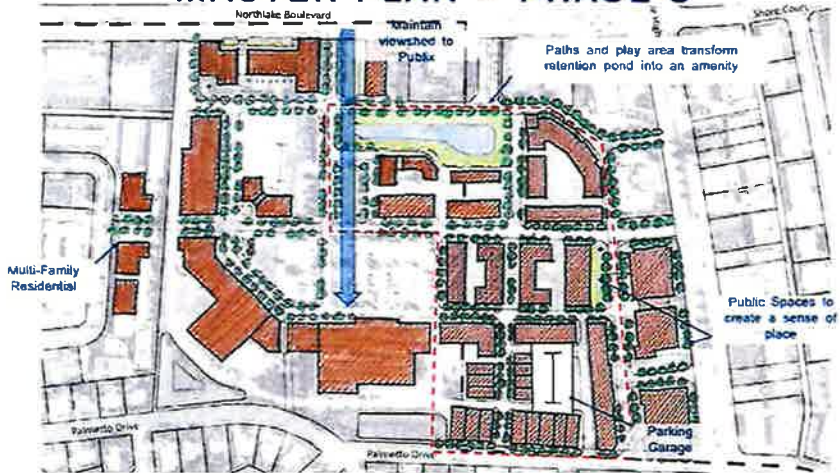 Northlake Boulevard
Maintain
viewshed to
Publix
Paths and play area transform
retention pond into an amenity
Shore Court
Multi-Family
Residential
Public Spaces to
create a sense of
place
Parking
Garage
Palmetto Drive
Palmetto Drive